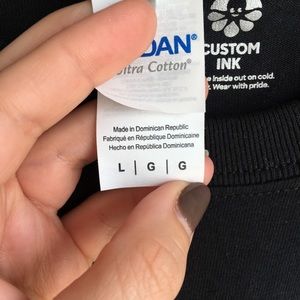 DAN®
ltra Cotton®
Made in Dominican Republic
Fabriqué en République Dominicaine
Hecho en República Dominicana
L | G | G
CUSTOM
INK
e inside out on cold.
Wear with pride.